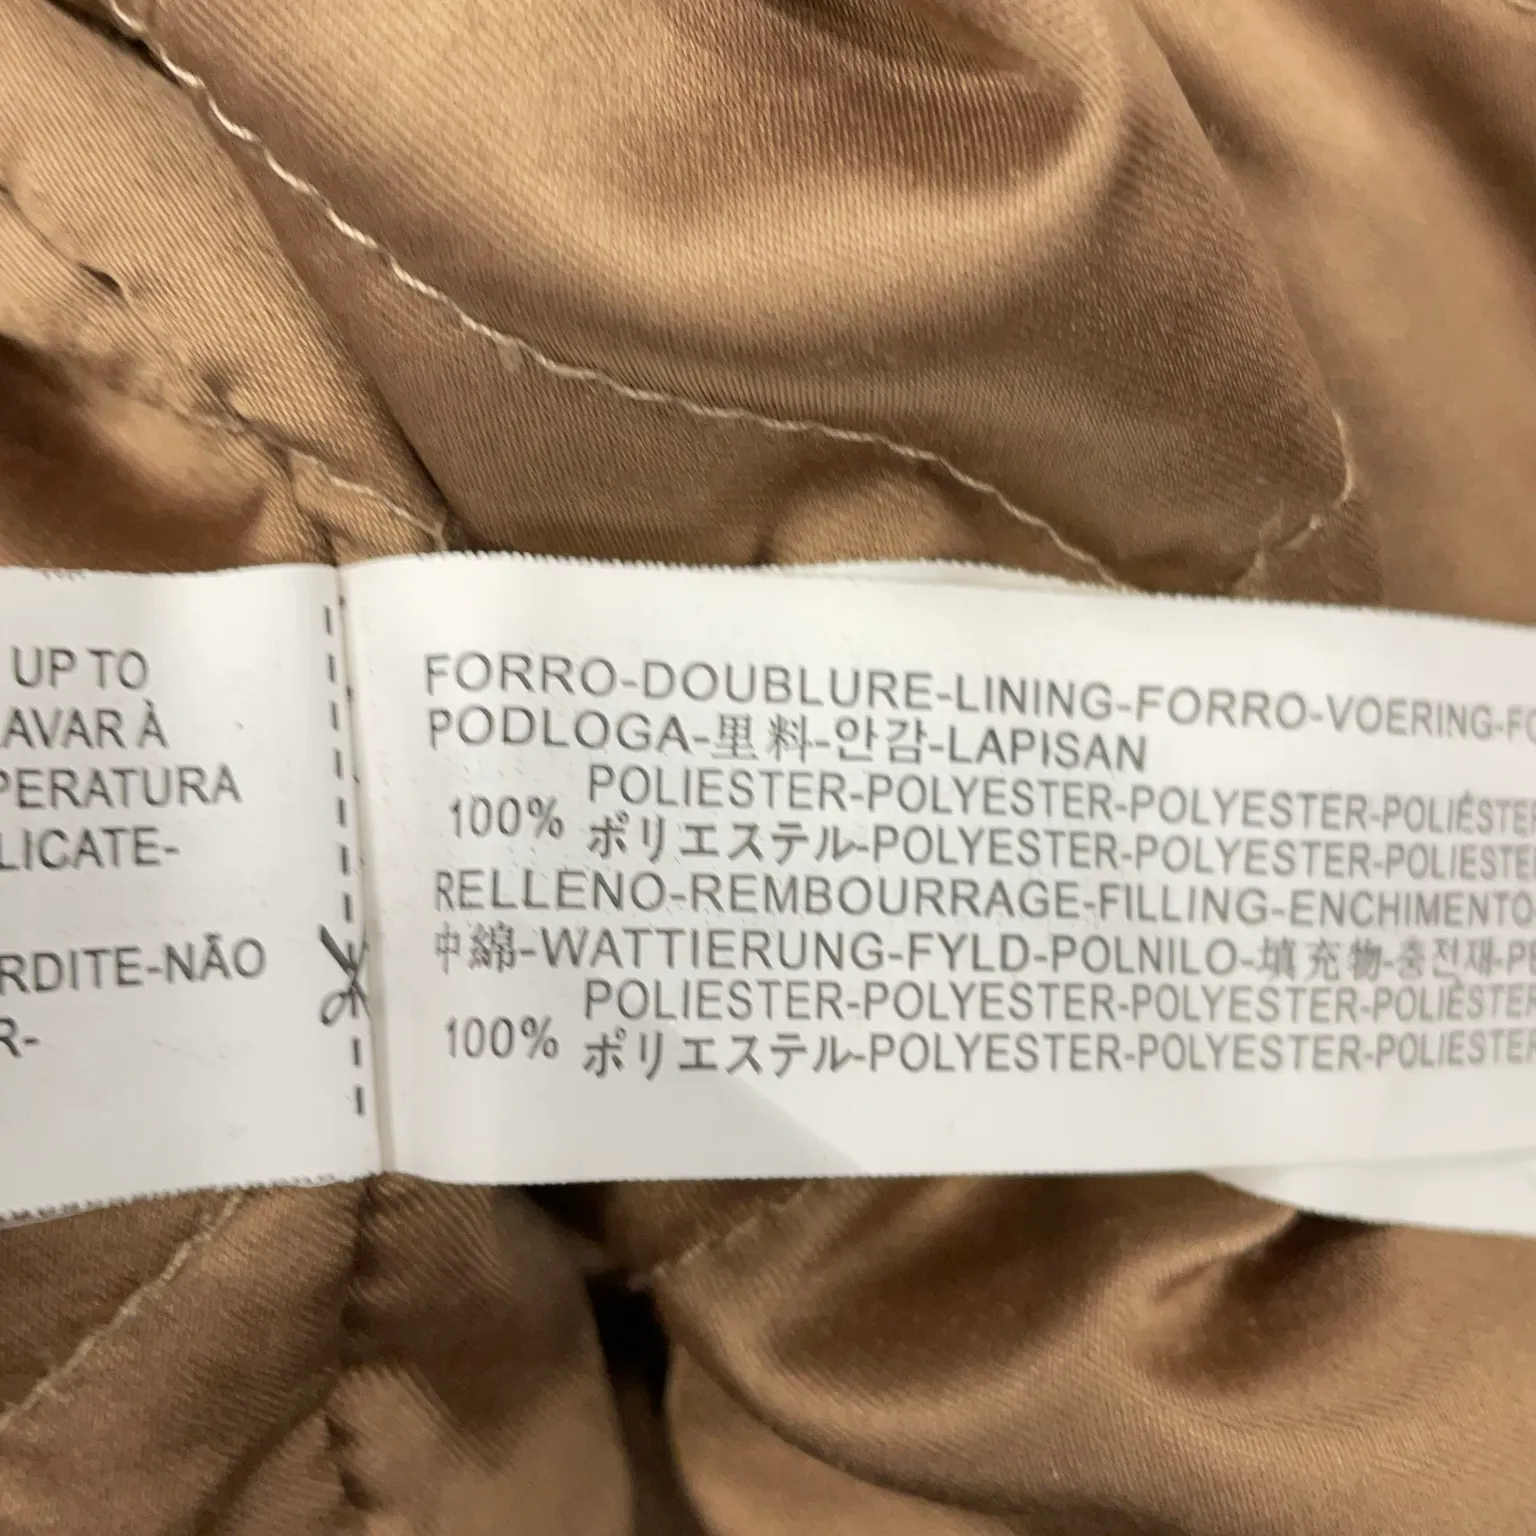 UP TO
AVAR À
PERATURA
LICATE-
RDITE-NÃO
R-
FORRO-DOUBLURE-LINING-FORRO-VOERING-FO
PODLOGA-里料-안감-LAPISAN
POLIESTER-POLYESTER-POLYESTER-POLIÉSTER
100%
ポリエステル-POLYESTER-POLYESTER-POLIESTER
RELLENO-REMBOURRAGE-FILLING-ENCHIMENTO
中綿-WATTIERUNG-FYLD-POLNILO-填充物-충전재-PE
POLIESTER-POLYESTER-POLYESTER-POLIÉSTER
100%
ポリエステル-POLYESTER-POLYESTER-POLIESTER